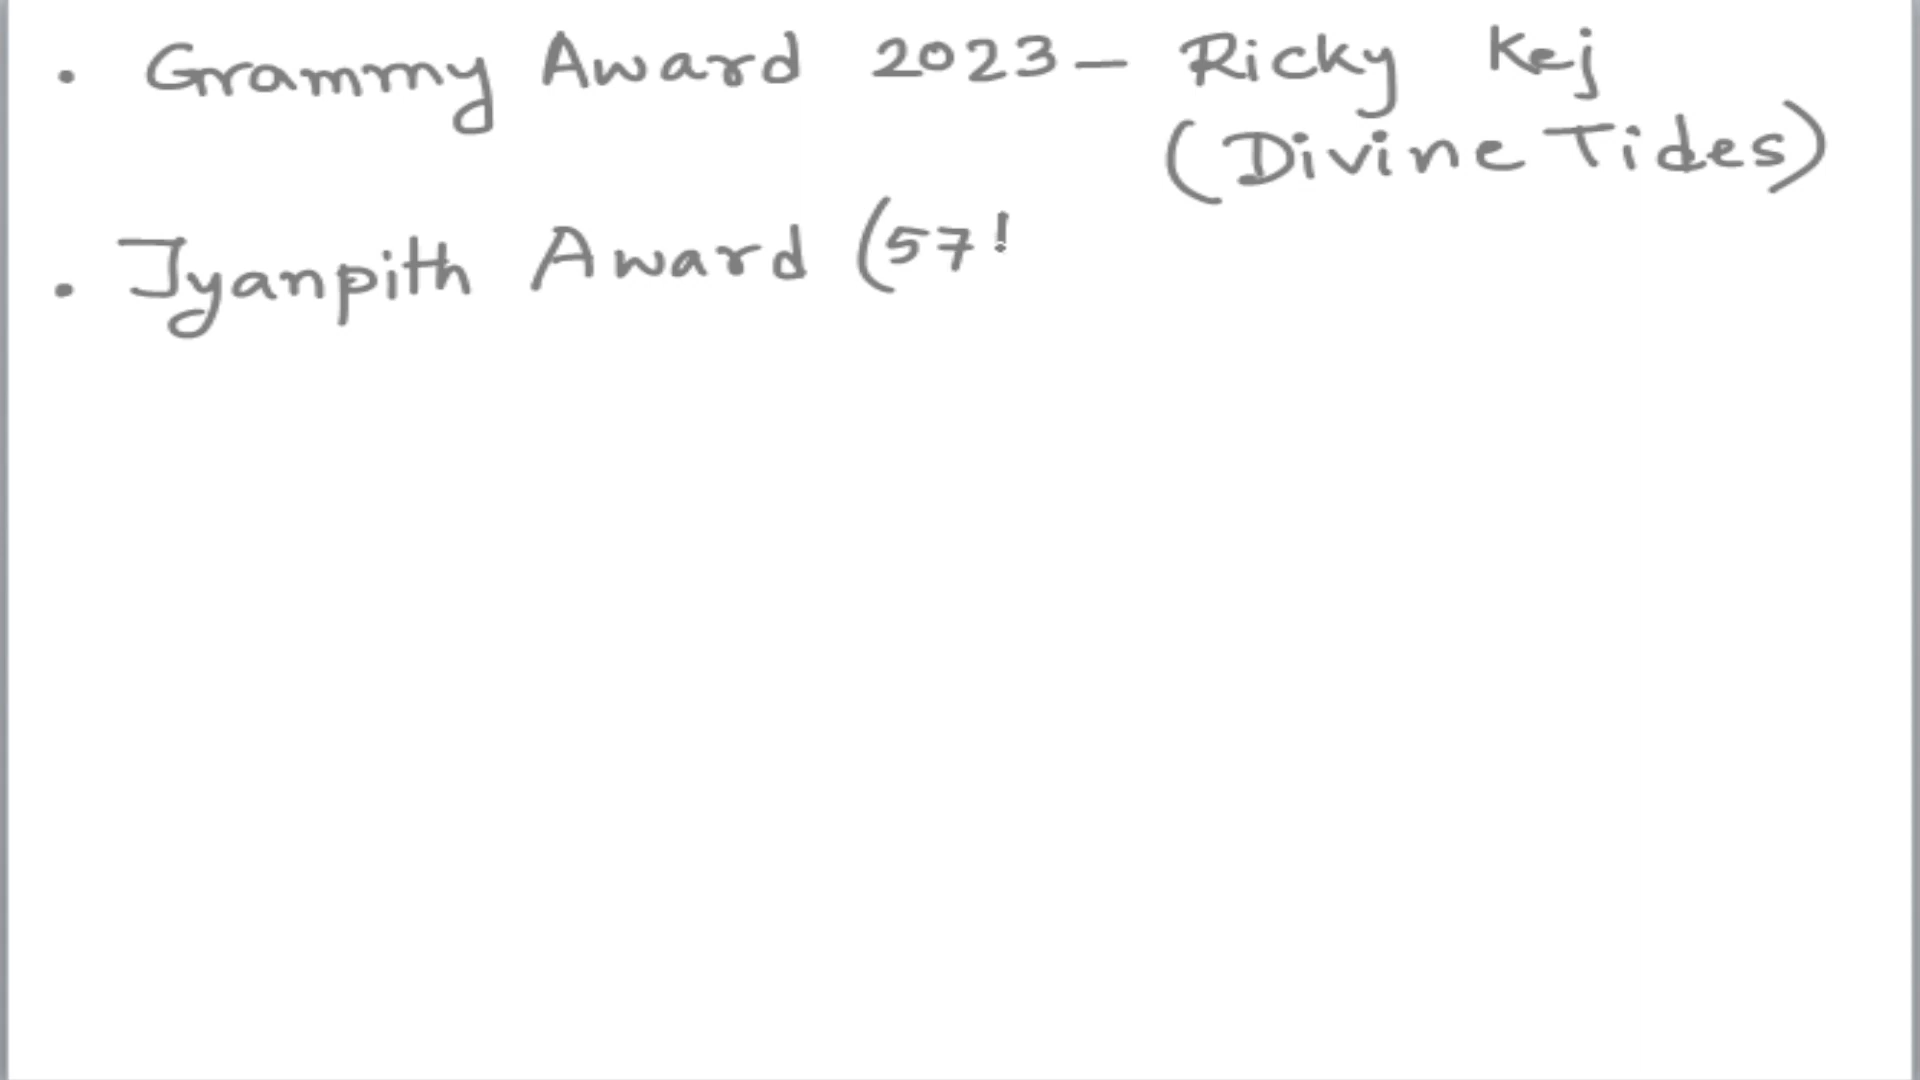 • Grammy Award 2023 - Ricky Kej
(Divine Tides)
• Jyanpith Award (57